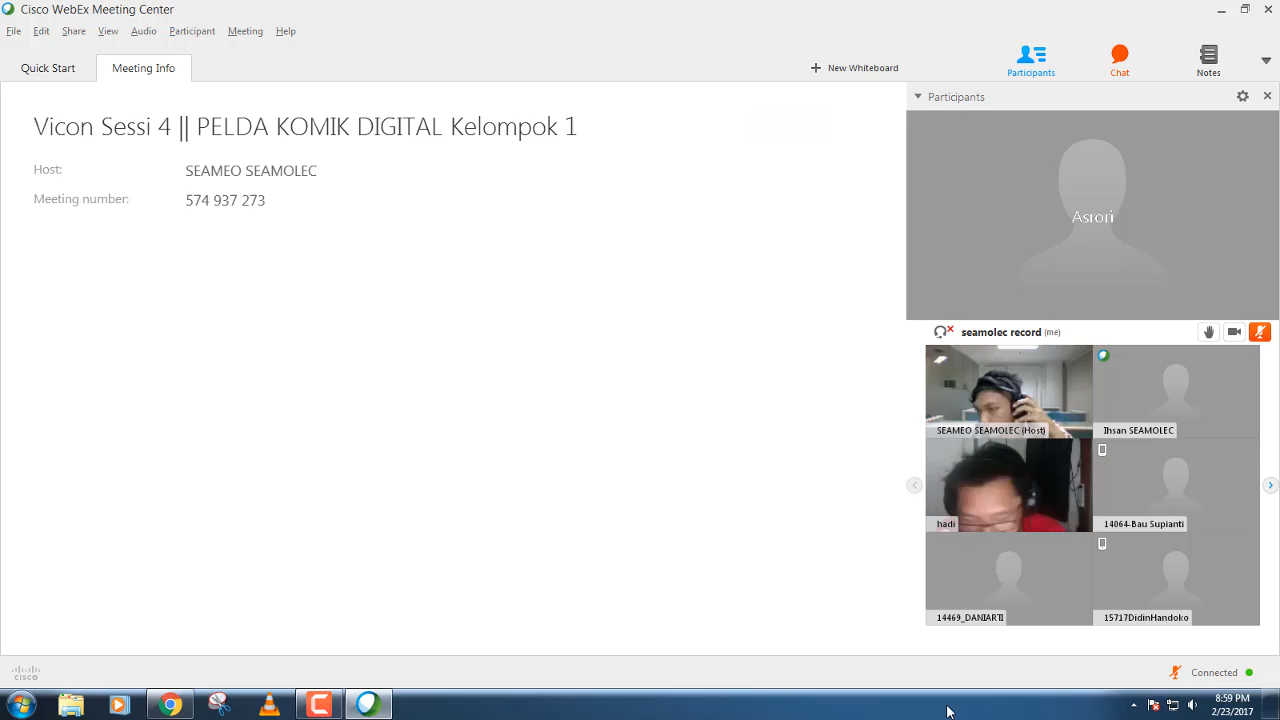 Cisco WebEx Meeting Center
File Edit Share View Audio Participant Meeting Help
Quick Start Meeting Info New Whiteboard Participants Chat Notes
Participants
Vicon Sessi 4 || PELDA KOMIK DIGITAL Kelompok 1
Host: SEAMEO SEAMOLEC
Meeting number: 574 937 273
Asrori
seamolec record (me)
SEAMEO SEAMOLEC (Host) Ihsan SEAMOLEC
hadi 14064-Bau Supianti
14469_DANIARTI 15717DidinHandoko
cisco Connected
8:59 PM
2/23/2017